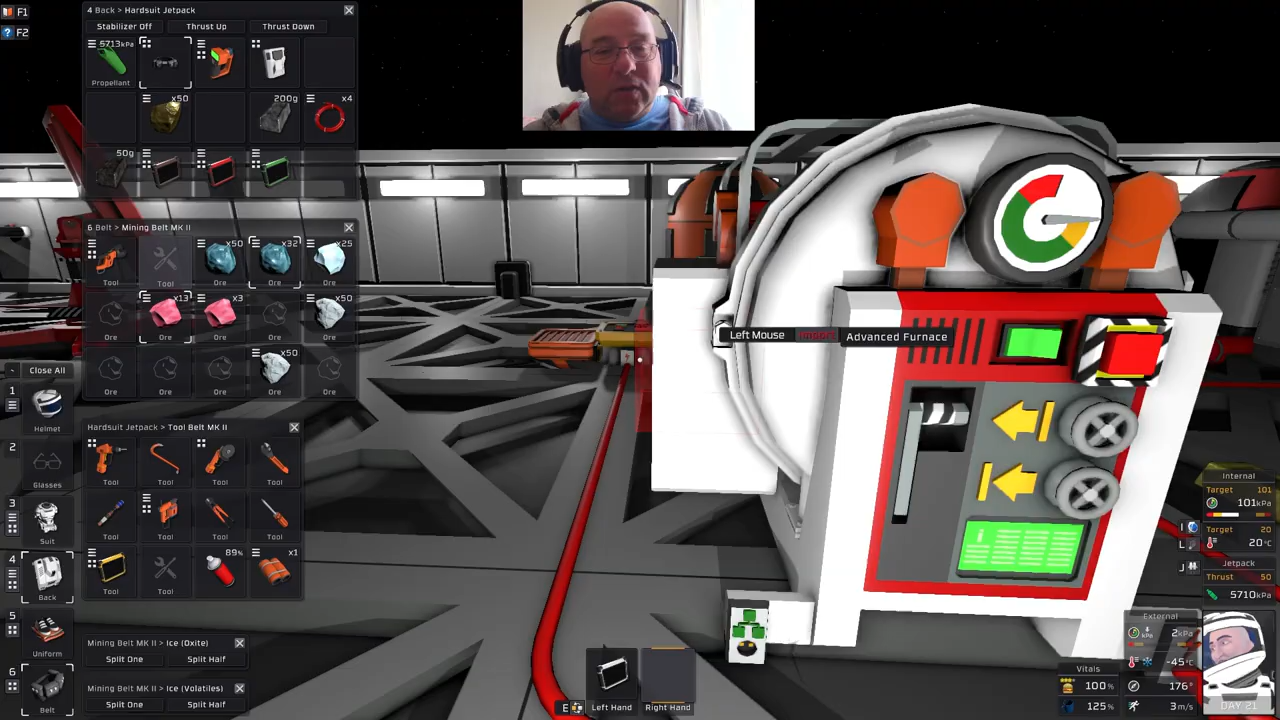 F1
F2
4 Back > Hardsuit Jetpack
Stabilizer Off
Thrust Up
Thrust Down
5713kPa
Propellant
x50
200g
x4
50g
6 Belt > Mining Belt MK II
x50
x32
x25
Tool
Tool
Ore
Ore
Ore
x13
x3
x50
Ore
Ore
Ore
Ore
Ore
x50
Ore
Ore
Ore
Ore
Ore
Close All
1
Helmet
2
Glasses
3
Suit
4
Back
5
Uniform
6
Belt
Hardsuit Jetpack > Tool Belt MK II
Tool
Tool
Tool
Tool
Tool
Tool
Tool
Tool
89%
x1
Tool
Tool
Tool
Tool
Mining Belt MK II > Ice (Oxite)
Split One
Split Half
Mining Belt MK II > Ice (Volatiles)
Split One
Split Half
Left Mouse
Import
Advanced Furnace
E
Left Hand
Right Hand
Internal
Target 101
101kPa
Target 20
20°C
Jetpack
Thrust 50
5710kPa
External
kPa
2kPa
-45°C
176°
3m/s
Vitals
100%
125%
DAY 21